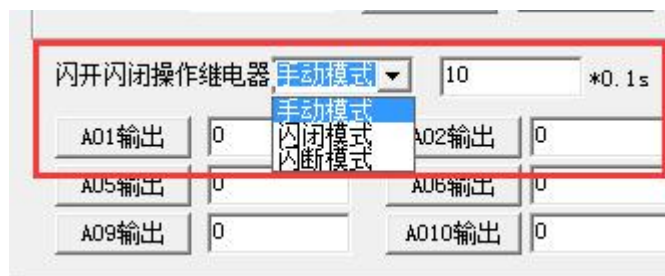 闪开闪闭操作继电器 手动模式 10 *0.1s
手动模式
闪闭模式
闪断模式
A01输出 0 A02输出 0
A05输出 0 A06输出 0
A09输出 0 A010输出 0